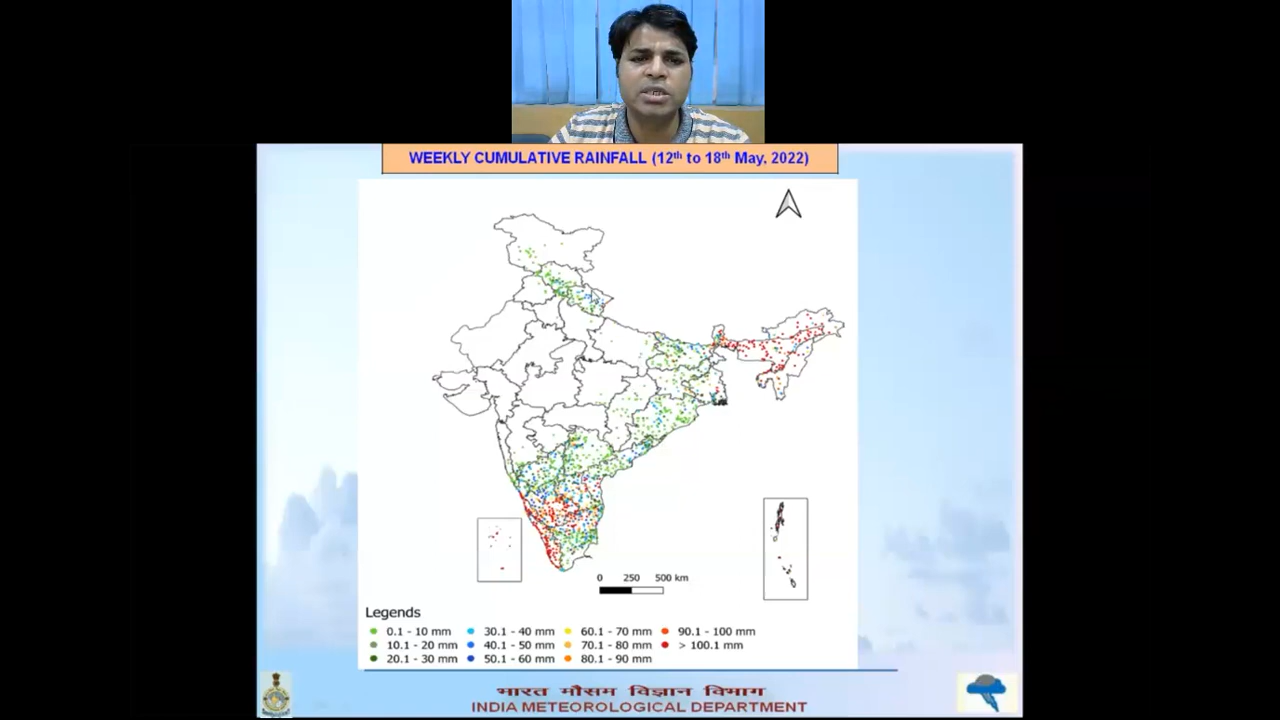 WEEKLY CUMULATIVE RAINFALL (12th to 18th May, 2022)
0 250 500 km
Legends
0.1 - 10 mm 30.1 - 40 mm 60.1 - 70 mm 90.1 - 100 mm
10.1 - 20 mm 40.1 - 50 mm 70.1 - 80 mm > 100.1 mm
20.1 - 30 mm 50.1 - 60 mm 80.1 - 90 mm
भारत मौसम विज्ञान विभाग
INDIA METEOROLOGICAL DEPARTMENT